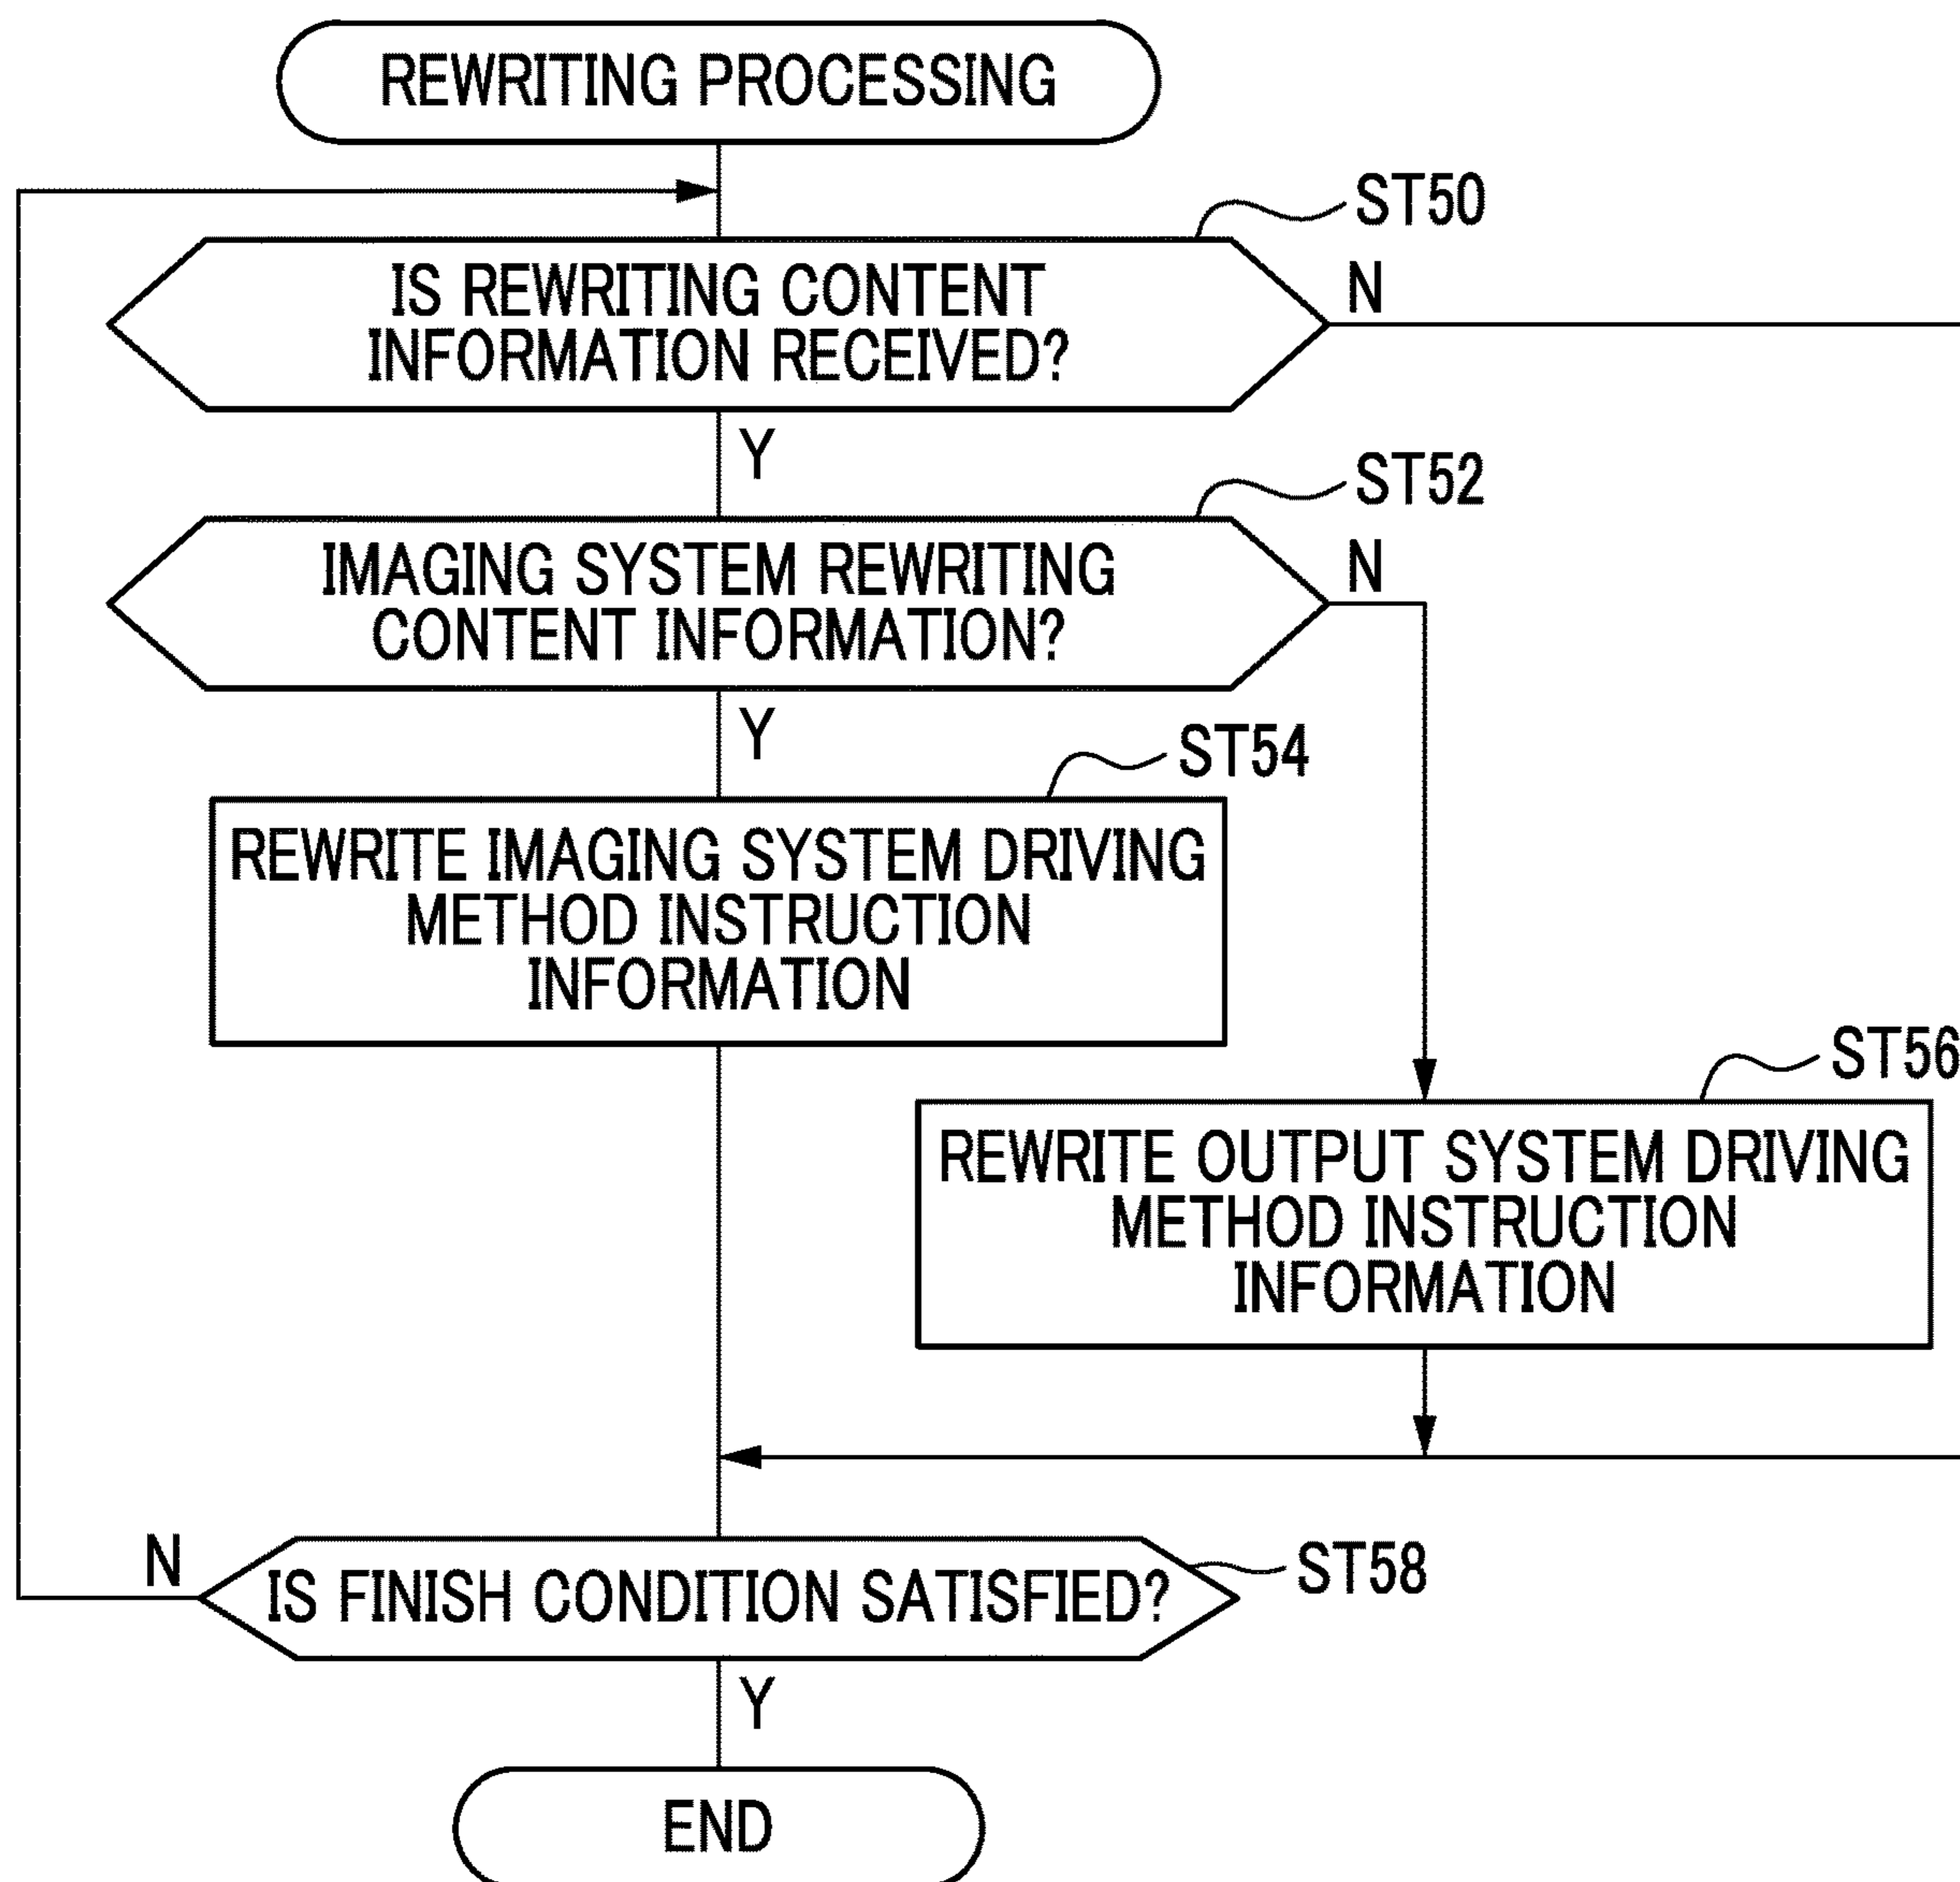 REWRITING PROCESSING
ST50
IS REWRITING CONTENT
INFORMATION RECEIVED?
N
Y
ST52
IMAGING SYSTEM REWRITING
CONTENT INFORMATION?
N
Y
ST54
REWRITE IMAGING SYSTEM DRIVING
METHOD INSTRUCTION
INFORMATION
ST56
REWRITE OUTPUT SYSTEM DRIVING
METHOD INSTRUCTION
INFORMATION
N
IS FINISH CONDITION SATISFIED?
ST58
Y
END